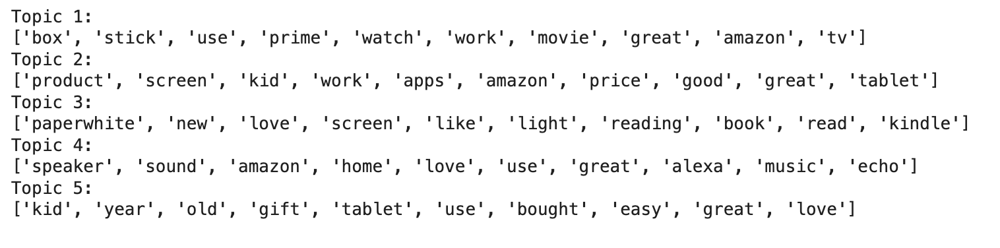 Topic 1:
['box', 'stick', 'use', 'prime', 'watch', 'work', 'movie', 'great', 'amazon', 'tv']
Topic 2:
['product', 'screen', 'kid', 'work', 'apps', 'amazon', 'price', 'good', 'great', 'tablet']
Topic 3:
['paperwhite', 'new', 'love', 'screen', 'like', 'light', 'reading', 'book', 'read', 'kindle']
Topic 4:
['speaker', 'sound', 'amazon', 'home', 'love', 'use', 'great', 'alexa', 'music', 'echo']
Topic 5:
['kid', 'year', 'old', 'gift', 'tablet', 'use', 'bought', 'easy', 'great', 'love']